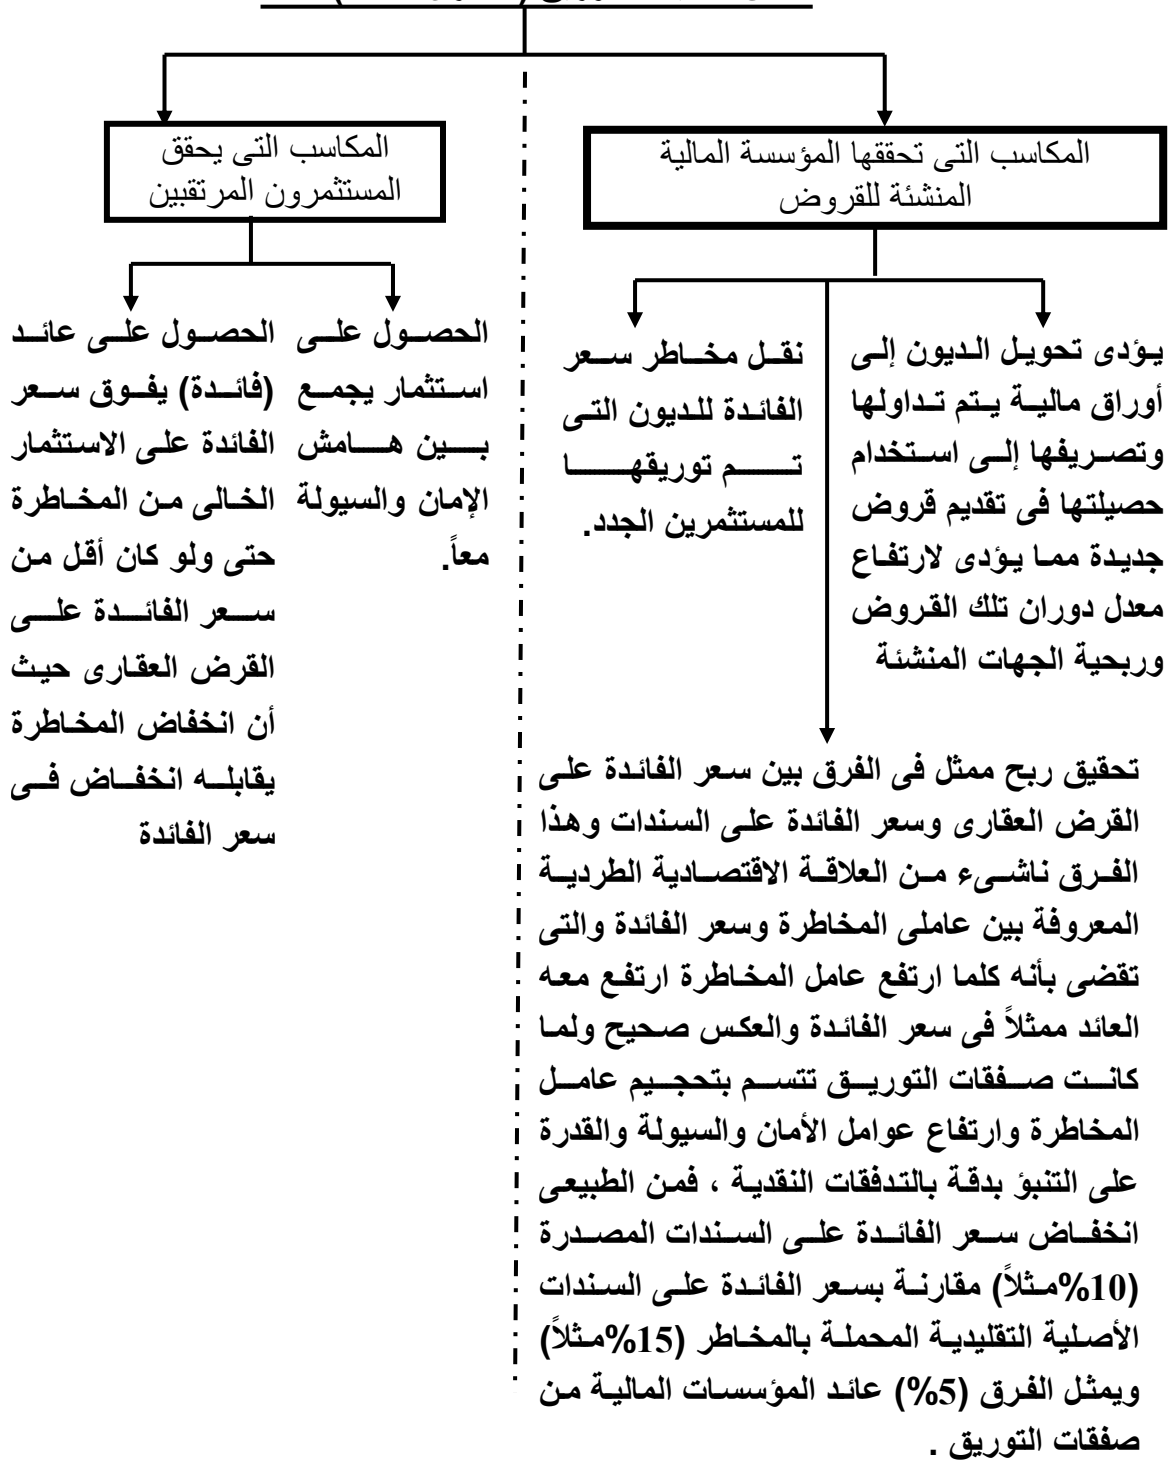 المكاسب التى تحققها المؤسسة المالية
المنشئة للقروض
يؤدى تحويل الديون إلى
أوراق مالية يتم تداولها
وتصريفها إلى استخدام
حصيلتها فى تقديم قروض
جديدة مما يؤدى لارتفاع
معدل دوران تلك القروض
وربحية الجهات المنشئة
نقل مخاطر سعر
الفائدة للديون التى
تم توريقها
للمستثمرين الجدد.
تحقيق ربح ممثل فى الفرق بين سعر الفائدة على
القرض العقارى وسعر الفائدة على السندات وهذا
الفرق ناشىء من العلاقة الاقتصادية الطردية
المعروفة بين عاملى المخاطرة وسعر الفائدة والتى
تقضى بأنه كلما ارتفع عامل المخاطرة ارتفع معه
العائد ممثلاً فى سعر الفائدة والعكس صحيح ولما
كانت صفقات التوريق تتسم بتحجيم عامل
المخاطرة وارتفاع عوامل الأمان والسيولة والقدرة
على التنبؤ بدقة بالتدفقات النقدية ، فمن الطبيعى
انخفاض سعر الفائدة على السندات المصدرة
(10%مثلاً) مقارنة بسعر الفائدة على السندات
الأصلية التقليدية المحملة بالمخاطر (15%مثلاً)
ويمثل الفرق (5%) عائد المؤسسات المالية من
صفقات التوريق .
المكاسب التى يحقق
المستثمرون المرتقبين
الحصول على
استثمار يجمع
بين هامش
الإمان والسيولة
معاً.
الحصول على عائد
(فائدة) يفوق سعر
الفائدة على الاستثمار
الخالى من المخاطرة
حتى ولو كان أقل من
سعر الفائدة على
القرض العقارى حيث
أن انخفاض المخاطرة
يقابله انخفاض فى
سعر الفائدة